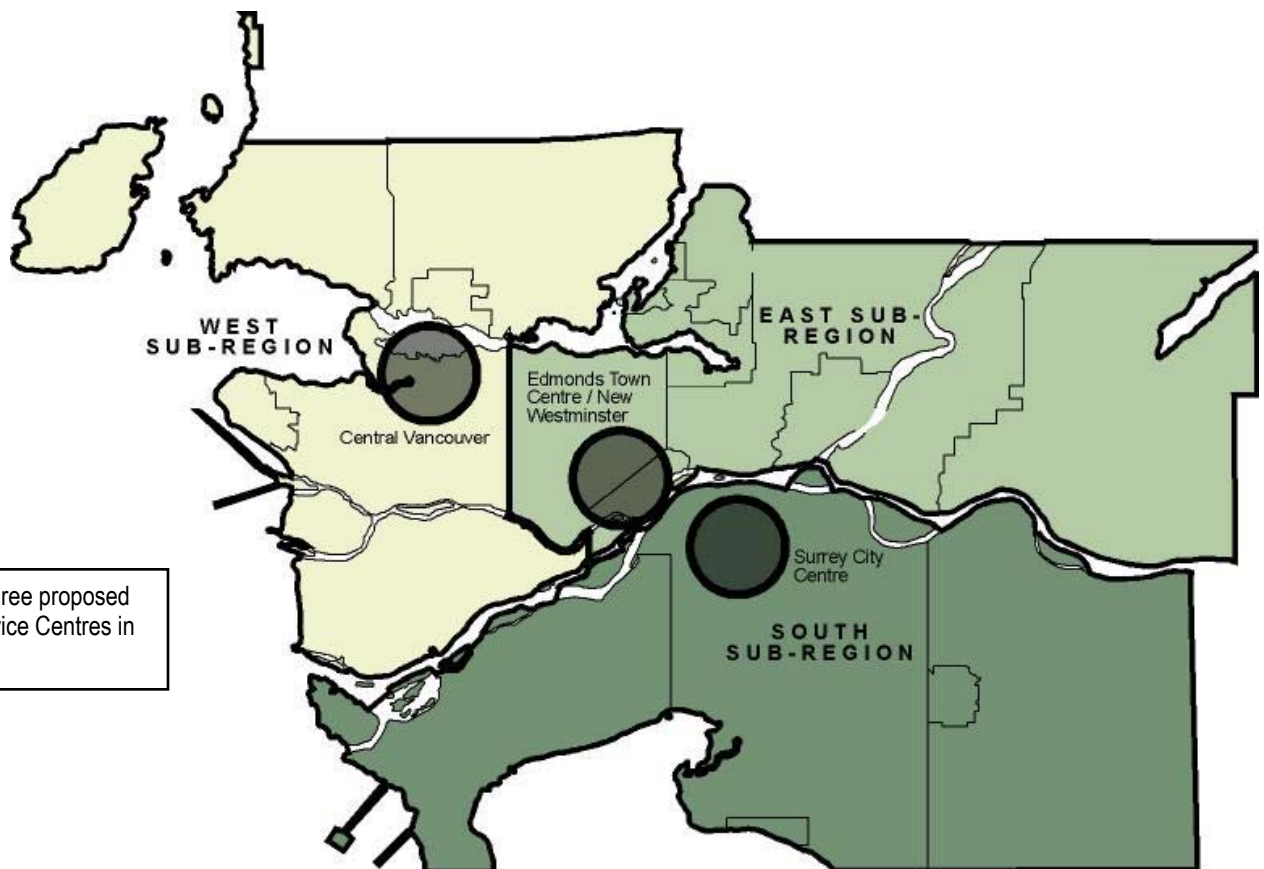 WEST
SUB-REGION
EAST SUB-
REGION
Edmonds Town
Centre / New
Westminster
Central Vancouver
Surrey City
Centre
SOUTH
SUB-REGION
ree proposed
vice Centres in